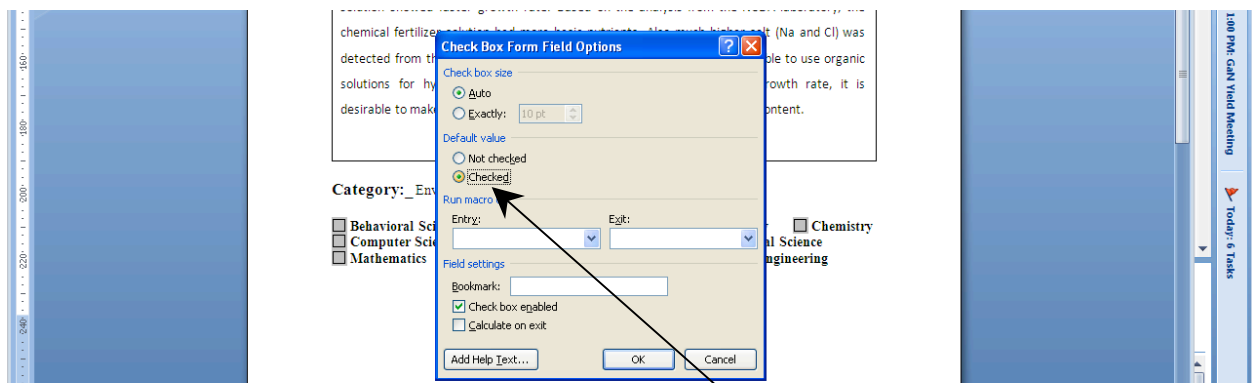 chemical fertilizer solution had more basic nutrients. Also much higher salt (Na and Cl) was
detected from th ble to use organic
solutions for hy rowth rate, it is
desirable to make ontent.
Category:_Env
Behavioral Sci Chemistry
Computer Scie al Science
Mathematics ngineering
Check Box Form Field Options
Check box size
Auto
Exactly: 10 pt
Default value
Not checked
Checked
Run macro
Entry: Exit:
Field settings
Bookmark:
Check box enabled
Calculate on exit
Add Help Text... OK Cancel
160
180
200
220
240
1:00 PM: GaN Yield Meeting
Today: 6 Tasks